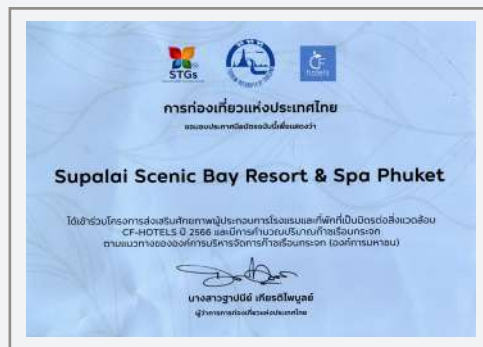 STGs
CF
hotels
การท่องเที่ยวแห่งประเทศไทย
ขอมอบประกาศนียบัตรฉบับนี้เพื่อแสดงว่า
Supalai Scenic Bay Resort & Spa Phuket
ได้เข้าร่วมโครงการส่งเสริมศักยภาพผู้ประกอบการโรงแรมและที่พักที่เป็นมิตรต่อสิ่งแวดล้อม
CF-HOTELS ปี 2566 และมีการคำนวณปริมาณก๊าซเรือนกระจก
ตามแนวทางขององค์การบริหารจัดการก๊าซเรือนกระจก (องค์การมหาชน)
นางสาวฐาปนีย์ เกียรติไพบูลย์
ผู้ว่าการการท่องเที่ยวแห่งประเทศไทย